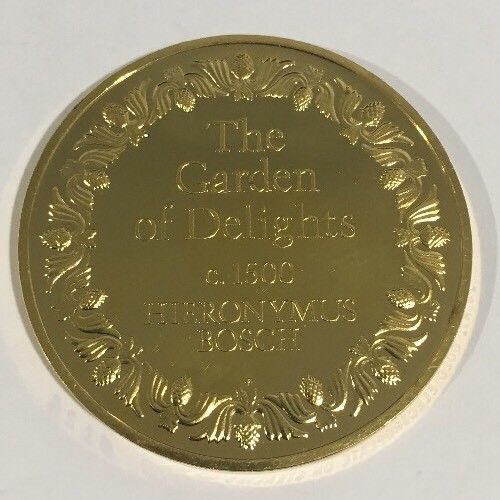 The
Garden
of Delights
c. 1500
HIERONYMUS
BOSCH